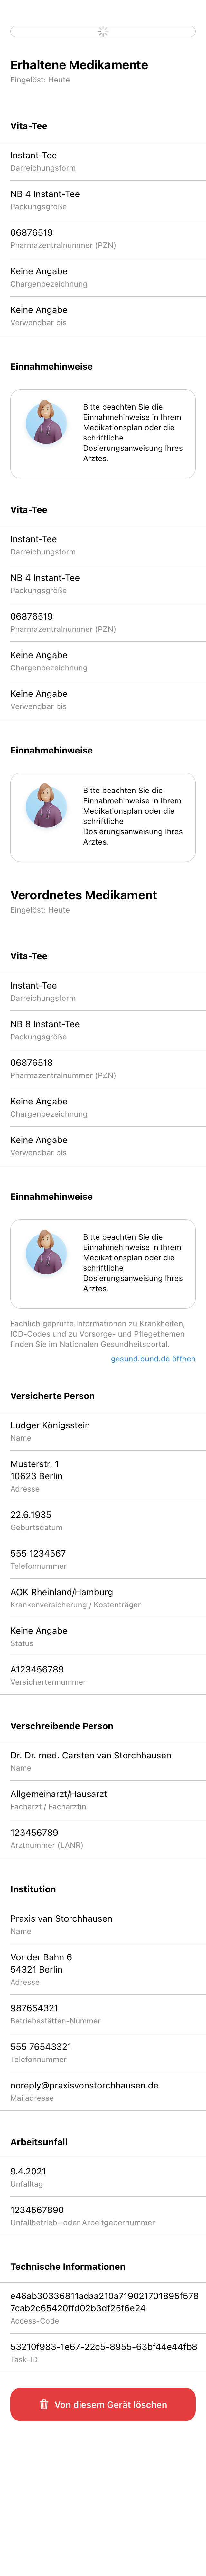 Erhaltene Medikamente
Eingelöst: Heute
Vita-Tee
Instant-Tee
Darreichungsform
NB 4 Instant-Tee
Packungsgröße
06876519
Pharmazentralnummer (PZN)
Keine Angabe
Chargenbezeichnung
Keine Angabe
Verwendbar bis
Einnahmehinweise
Bitte beachten Sie die
Einnahmehinweise in Ihrem
Medikationsplan oder die
schriftliche
Dosierungsanweisung Ihres
Arztes.
Vita-Tee
Instant-Tee
Darreichungsform
NB 4 Instant-Tee
Packungsgröße
06876519
Pharmazentralnummer (PZN)
Keine Angabe
Chargenbezeichnung
Keine Angabe
Verwendbar bis
Einnahmehinweise
Bitte beachten Sie die
Einnahmehinweise in Ihrem
Medikationsplan oder die
schriftliche
Dosierungsanweisung Ihres
Arztes.
Verordnetes Medikament
Eingelöst: Heute
Vita-Tee
Instant-Tee
Darreichungsform
NB 8 Instant-Tee
Packungsgröße
06876518
Pharmazentralnummer (PZN)
Keine Angabe
Chargenbezeichnung
Keine Angabe
Verwendbar bis
Einnahmehinweise
Bitte beachten Sie die
Einnahmehinweise in Ihrem
Medikationsplan oder die
schriftliche
Dosierungsanweisung Ihres
Arztes.
Fachlich geprüfte Informationen zu Krankheiten,
ICD-Codes und zu Vorsorge- und Pflegethemen
finden Sie im Nationalen Gesundheitsportal.
gesund.bund.de öffnen
Versicherte Person
Ludger Königsstein
Name
Musterstr. 1
10623 Berlin
Adresse
22.6.1935
Geburtsdatum
555 1234567
Telefonnummer
AOK Rheinland/Hamburg
Krankenversicherung / Kostenträger
Keine Angabe
Status
A123456789
Versichertennummer
Verschreibende Person
Dr. Dr. med. Carsten van Storchhausen
Name
Allgemeinarzt/Hausarzt
Facharzt / Fachärztin
123456789
Arztnummer (LANR)
Institution
Praxis van Storchhausen
Name
Vor der Bahn 6
54321 Berlin
Adresse
987654321
Betriebsstätten-Nummer
555 76543321
Telefonnummer
noreply@praxisvonstorchhausen.de
Mailadresse
Arbeitsunfall
9.4.2021
Unfalltag
1234567890
Unfallbetrieb- oder Arbeitgebernummer
Technische Informationen
e46ab30336811adaa210a719021701895f578
7cab2c65420ffd02b3df25f6e24
Access-Code
53210f983-1e67-22c5-8955-63bf44e44fb8
Task-ID
Von diesem Gerät löschen